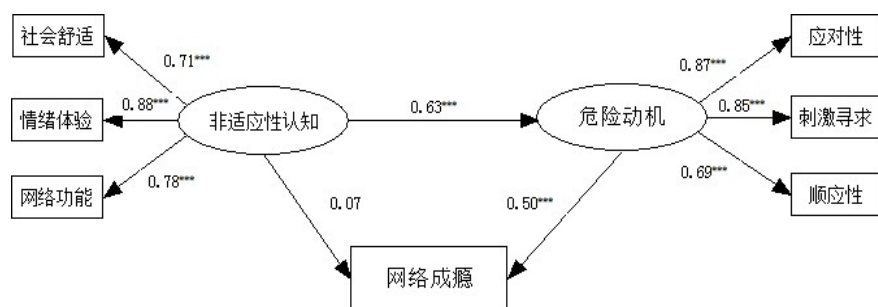 社会舒适
应对性
0.71***
0.87***
情绪体验
0.88***
非适应性认知
0.63***
危险动机
0.85***
刺激寻求
网络功能
0.78***
0.69***
顺应性
0.07
0.50***
网络成瘾